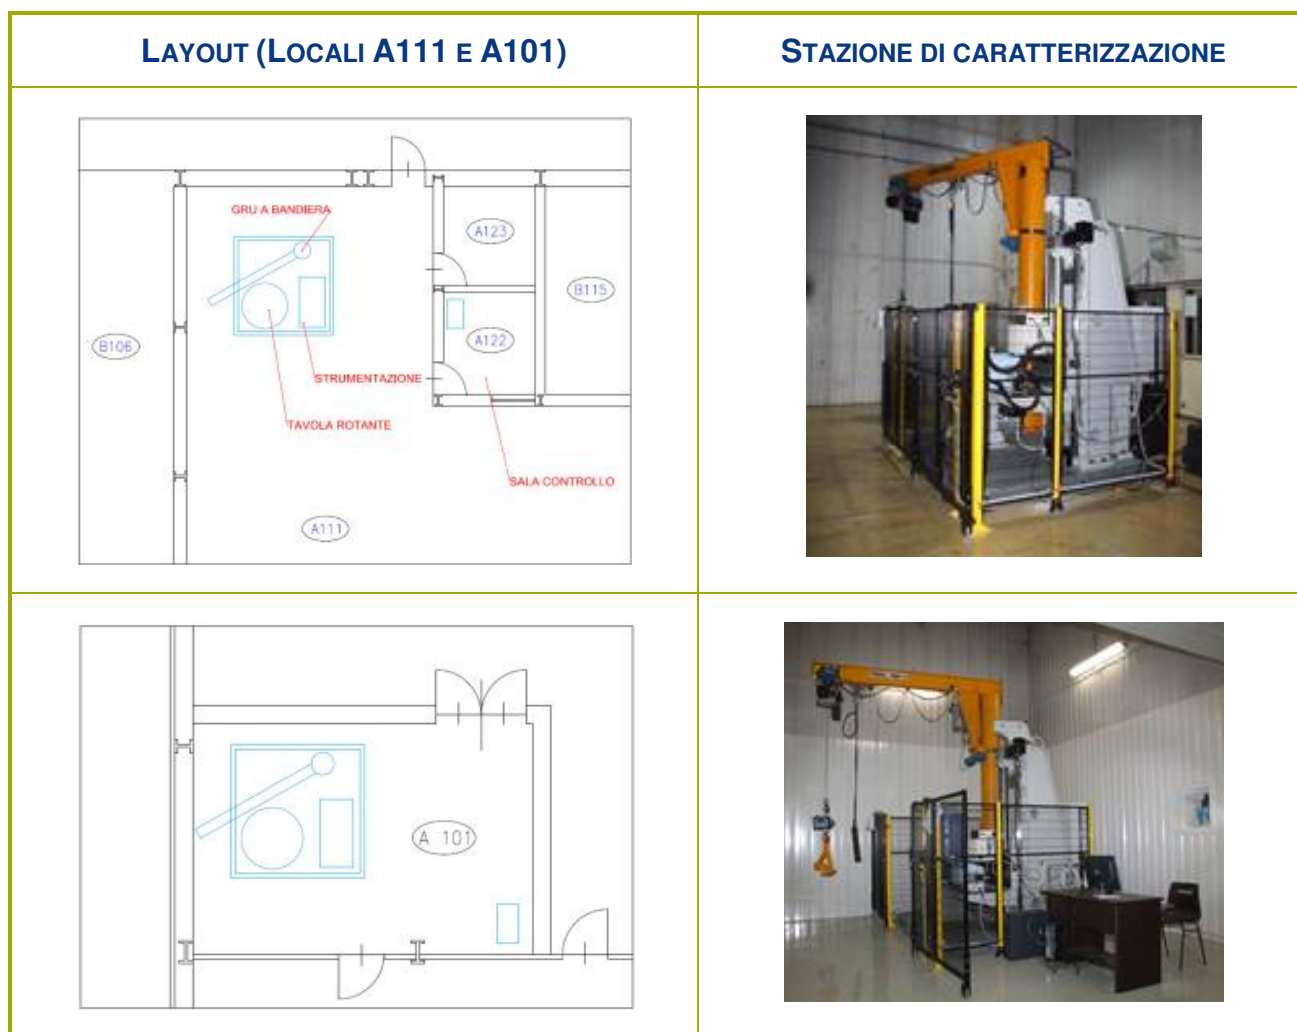 LAYOUT (LOCALI A111 E A101)
STAZIONE DI CARATTERIZZAZIONE
GRU A BANDIERA
A123
B115
B106
A122
STRUMENTAZIONE
TAVOLA ROTANTE
SALA CONTROLLO
A111
A 101